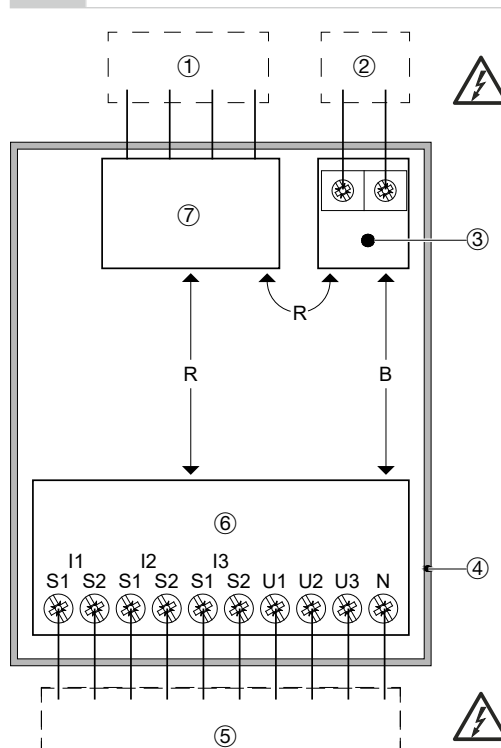 ① ②
⑦
③
R
R B
⑥
I1 I2 I3
S1 S2 S1 S2 S1 S2 U1 U2 U3 N
④
⑤